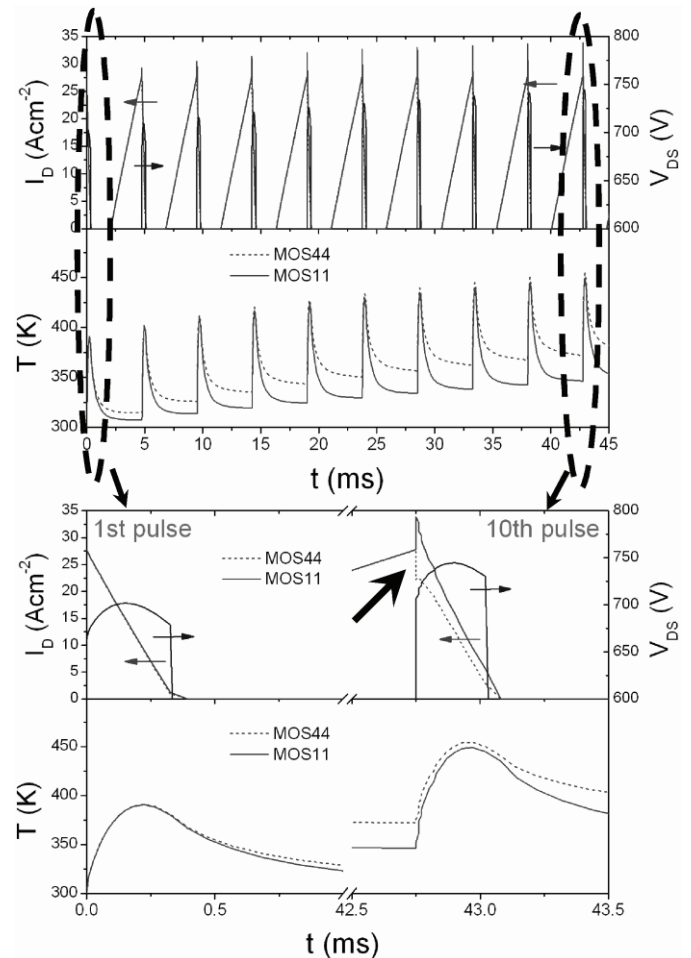 35
30
25
20
15
10
5
0
I_D (Acm⁻²)
800
750
700
650
600
V_DS (V)
MOS44
MOS11
450
400
350
300
T (K)
0 5 10 15 20 25 30 35 40 45
t (ms)
1st pulse
MOS44
MOS11
10th pulse
35
30
25
20
15
10
5
0
I_D (Acm⁻²)
800
750
700
650
600
V_DS (V)
MOS44
MOS11
450
400
350
300
T (K)
0.0 0.5 42.5 43.0 43.5
t (ms)